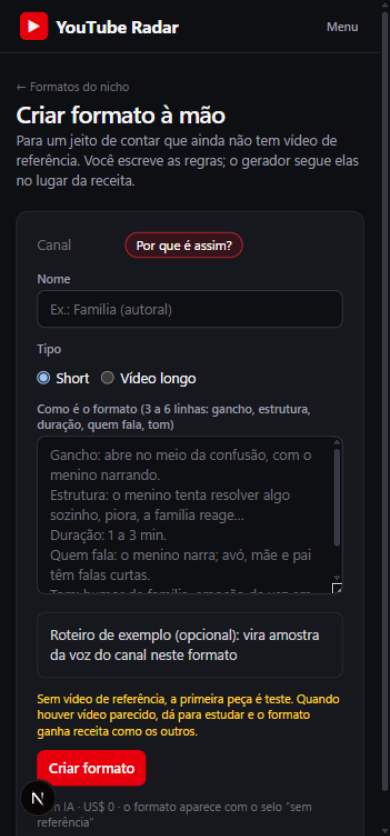 YouTube Radar
Menu
← Formatos do nicho
Criar formato à mão
Para um jeito de contar que ainda não tem vídeo de
referência. Você escreve as regras; o gerador segue elas
no lugar da receita.
Canal
Por que é assim?
Nome
Ex.: Família (autoral)
Tipo
Short
Vídeo longo
Como é o formato (3 a 6 linhas: gancho, estrutura,
duração, quem fala, tom)
Gancho: abre no meio da confusão, com o
menino narrando.
Estrutura: o menino tenta resolver algo
sozinho, piora, a família reage...
Duração: 1 a 3 min.
Quem fala: o menino narra; avó, mãe e pai
têm falas curtas.
Roteiro de exemplo (opcional): vira amostra
da voz do canal neste formato
Sem vídeo de referência, a primeira peça é teste. Quando
houver vídeo parecido, dá para estudar e o formato
ganha receita como os outros.
Criar formato
N
IA · US$ 0 · o formato aparece com o selo “sem
referência”